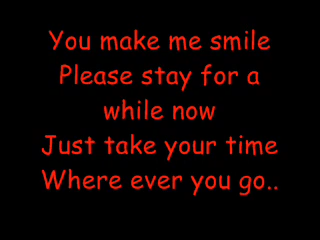 You make me smile
Please stay for a
while now
Just take your time
Where ever you go..